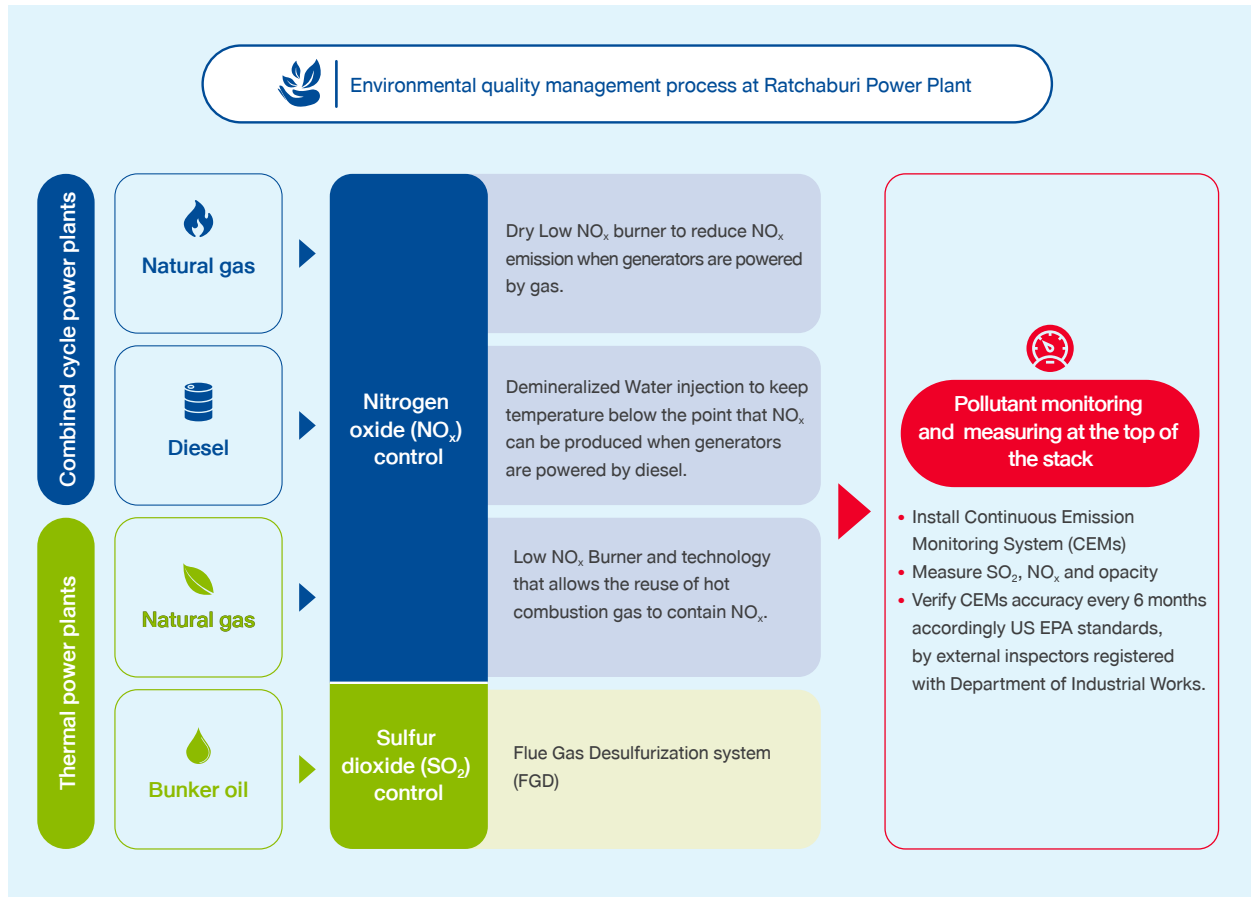 Environmental quality management process at Ratchaburi Power Plant
Combined cycle power plants
Natural gas
Diesel
Thermal power plants
Natural gas
Bunker oil
Nitrogen
oxide (NOₓ)
control
Sulfur
dioxide (SO₂)
control
Dry Low NOₓ burner to reduce NOₓ
emission when generators are powered
by gas.
Demineralized Water injection to keep
temperature below the point that NOₓ
can be produced when generators
are powered by diesel.
Low NOₓ Burner and technology
that allows the reuse of hot
combustion gas to contain NOₓ.
Flue Gas Desulfurization system
(FGD)
Pollutant monitoring
and measuring at the top of
the stack
• Install Continuous Emission
Monitoring System (CEMs)
• Measure SO₂, NOₓ and opacity
• Verify CEMs accuracy every 6 months
accordingly US EPA standards,
by external inspectors registered
with Department of Industrial Works.